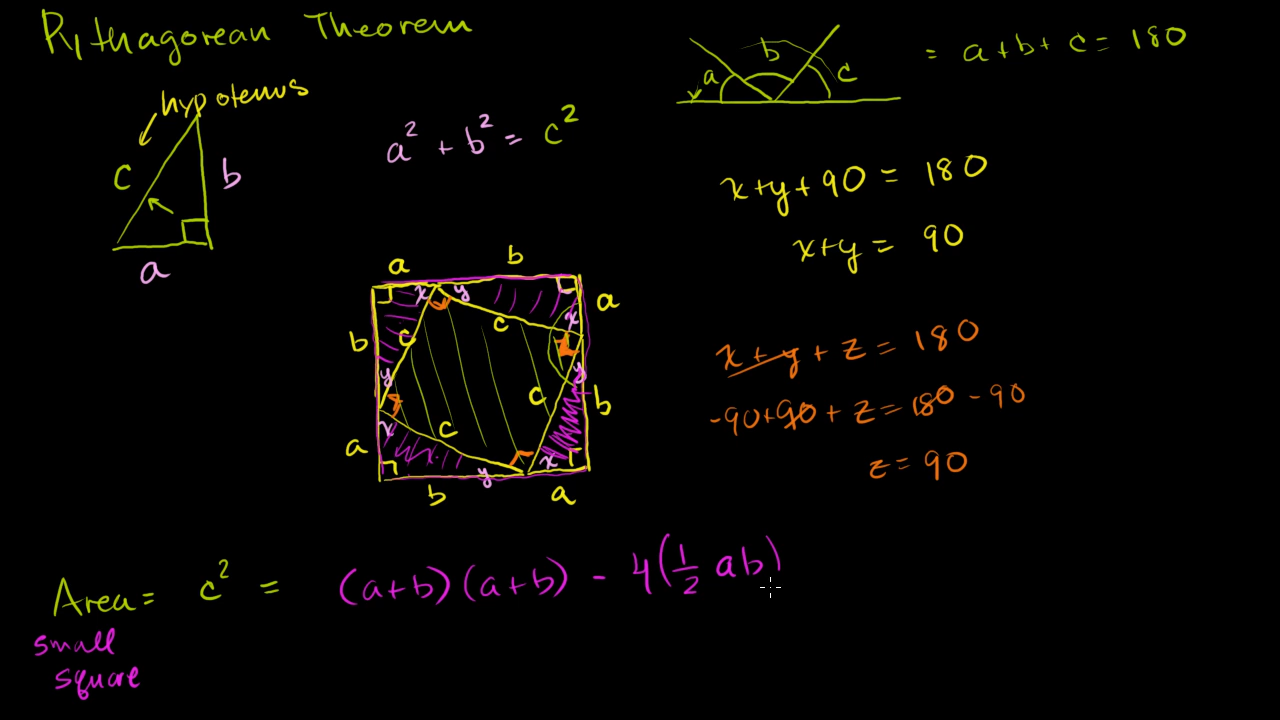 Pythagorean Theorem
hypotenus
c
b
a
a² + b² = c²
a b c = a + b + c = 180
x + y + 90 = 180
x + y = 90
x + y + z = 180
-90 + 90 + z = 180 - 90
z = 90
a b
x y
b c c x a
y y
c b
a x c
y x
b a
Area = c² = (a+b)(a+b) - 4(½ ab)
small
square